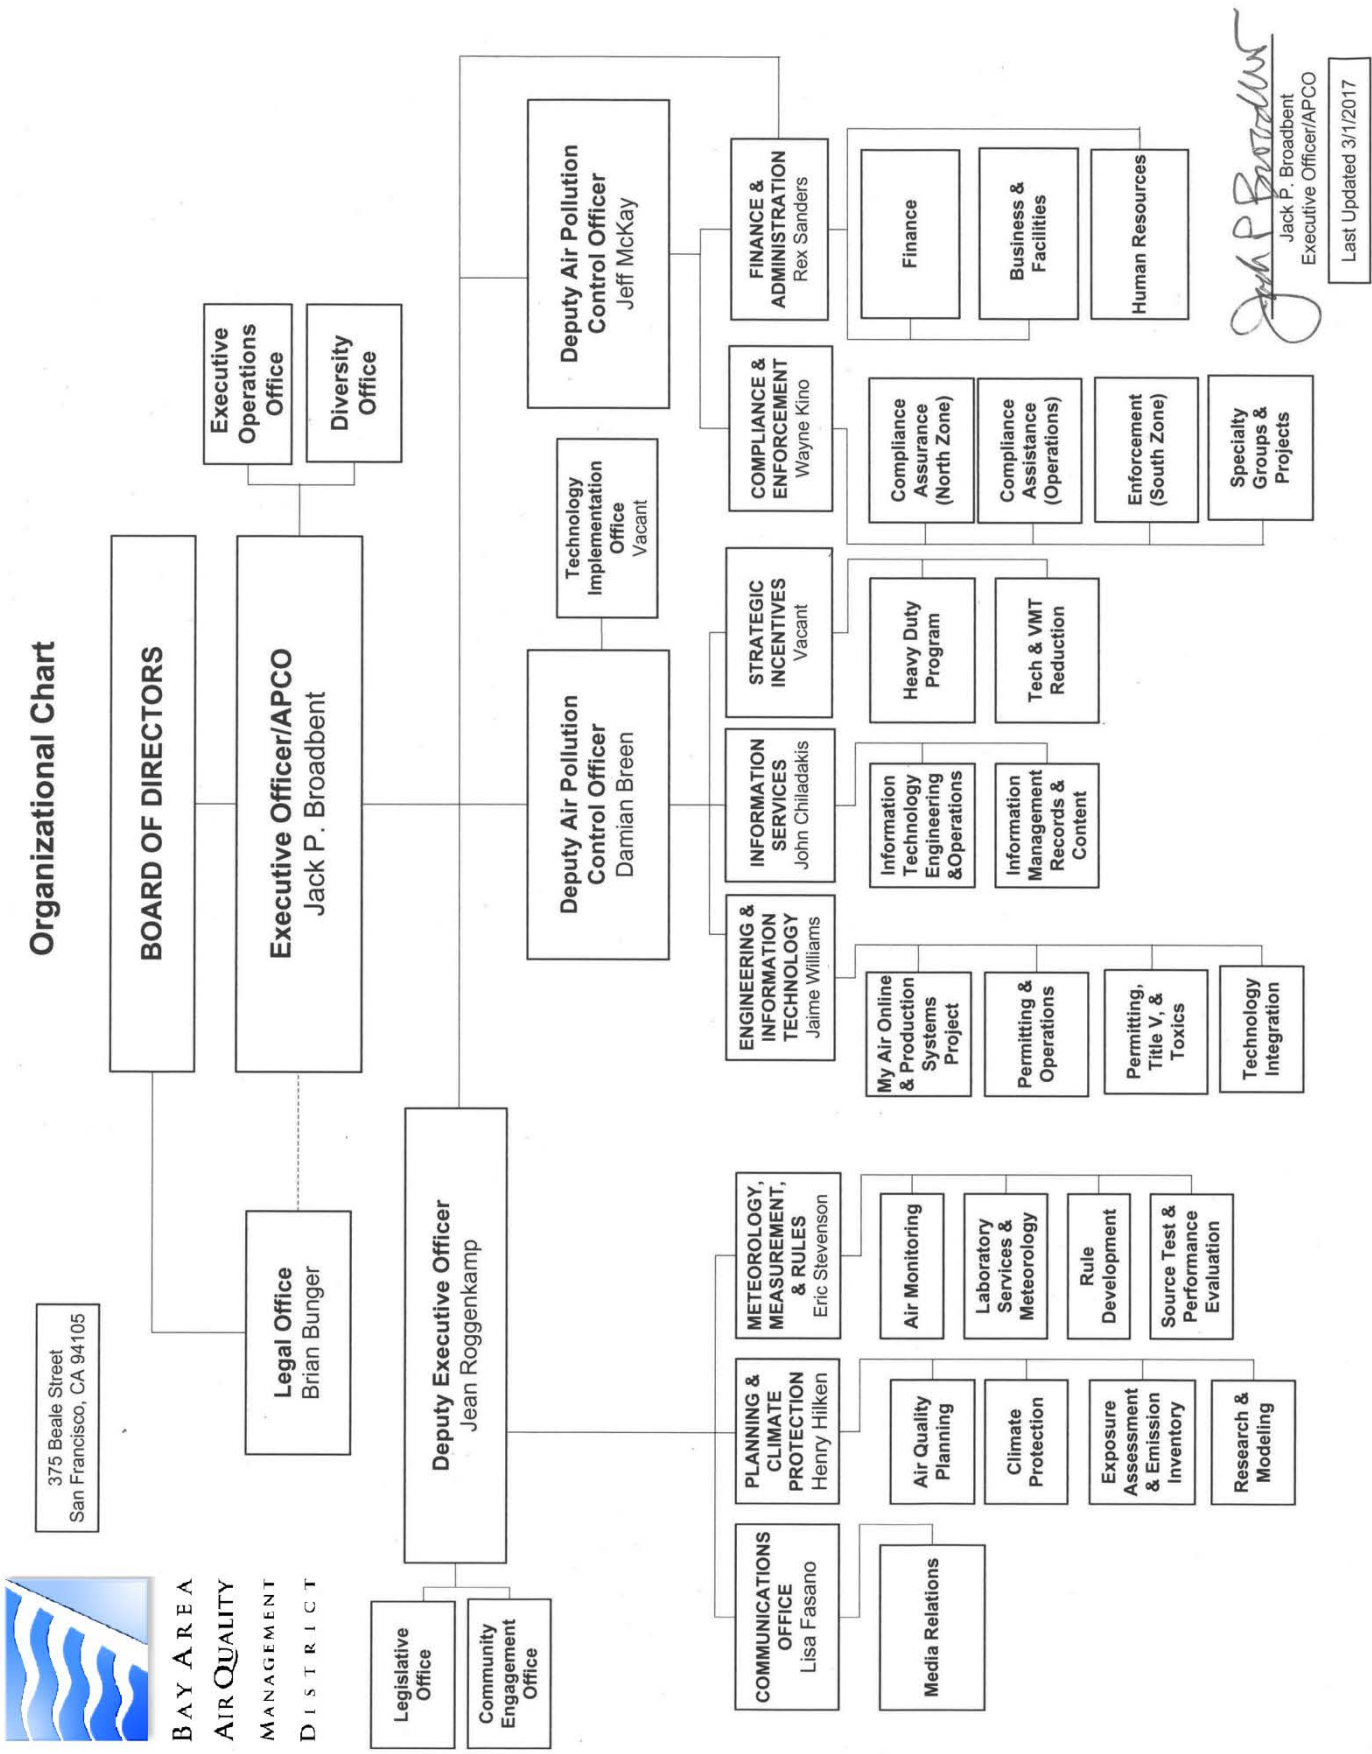 Organizational Chart
375 Beale Street
San Francisco, CA 94105
BAY AREA
AIR QUALITY
MANAGEMENT
DISTRICT
BOARD OF DIRECTORS
Executive Officer/APCO
Jack P. Broadbent
Executive
Operations
Office
Diversity
Office
Legal Office
Brian Bunger
Deputy Executive Officer
Jean Roggenkamp
Legislative
Office
Community
Engagement
Office
Deputy Air Pollution
Control Officer
Damian Breen
Technology
Implementation
Office
Vacant
Deputy Air Pollution
Control Officer
Jeff McKay
COMMUNICATIONS
OFFICE
Lisa Fasano
Media Relations
PLANNING &
CLIMATE
PROTECTION
Henry Hilken
Air Quality
Planning
Climate
Protection
Exposure
Assessment
& Emission
Inventory
Research &
Modeling
METEOROLOGY,
MEASUREMENT,
& RULES
Eric Stevenson
Air Monitoring
Laboratory
Services &
Meteorology
Rule
Development
Source Test &
Performance
Evaluation
ENGINEERING &
INFORMATION
TECHNOLOGY
Jaime Williams
My Air Online
& Production
Systems
Project
Permitting &
Operations
Permitting,
Title V, &
Toxics
Technology
Integration
INFORMATION
SERVICES
John Chiladakis
Information
Technology
Engineering
&Operations
Information
Management
Records &
Content
STRATEGIC
INCENTIVES
Vacant
Heavy Duty
Program
Tech & VMT
Reduction
COMPLIANCE &
ENFORCEMENT
Wayne Kino
Compliance
Assurance
(North Zone)
Compliance
Assistance
(Operations)
Enforcement
(South Zone)
Specialty
Groups &
Projects
FINANCE &
ADMINISTRATION
Rex Sanders
Finance
Business &
Facilities
Human Resources
Jack P Broadbent
Jack P. Broadbent
Executive Officer/APCO
Last Updated 3/1/2017